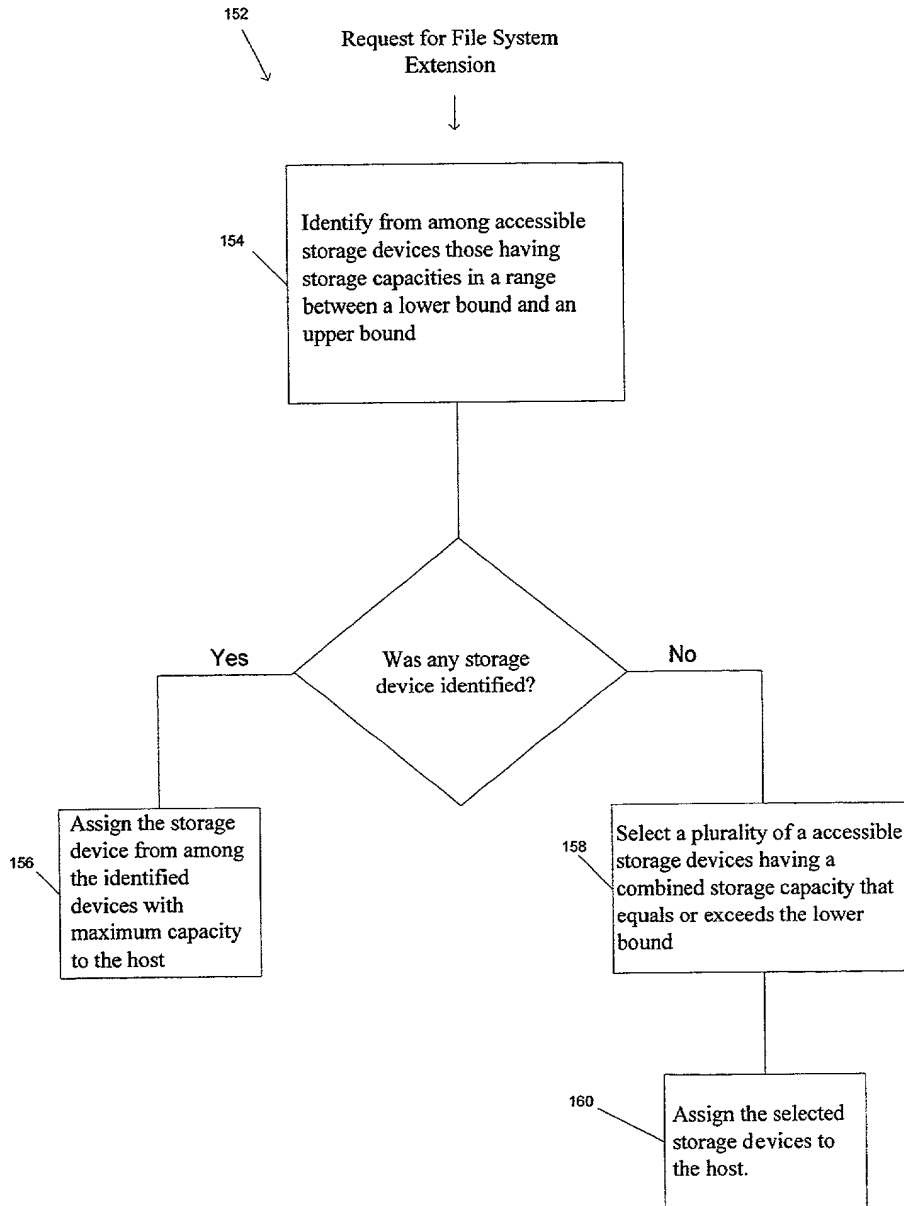 152
Request for File System
Extension
154
Identify from among accessible
storage devices those having
storage capacities in a range
between a lower bound and an
upper bound
Was any storage
device identified?
Yes
No
156
Assign the storage
device from among
the identified
devices with
maximum capacity
to the host
158
Select a plurality of a accessible
storage devices having a
combined storage capacity that
equals or exceeds the lower
bound
160
Assign the selected
storage devices to
the host.